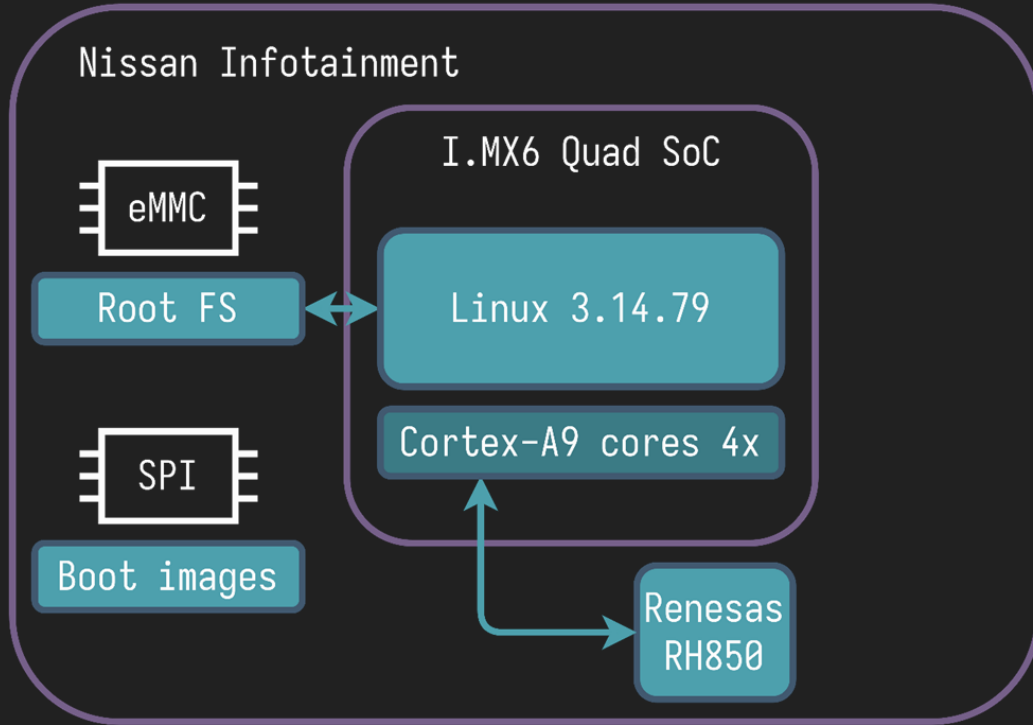 Nissan Infotainment
I.MX6 Quad SoC
eMMC
Root FS
Linux 3.14.79
Cortex-A9 cores 4x
SPI
Boot images
Renesas
RH850